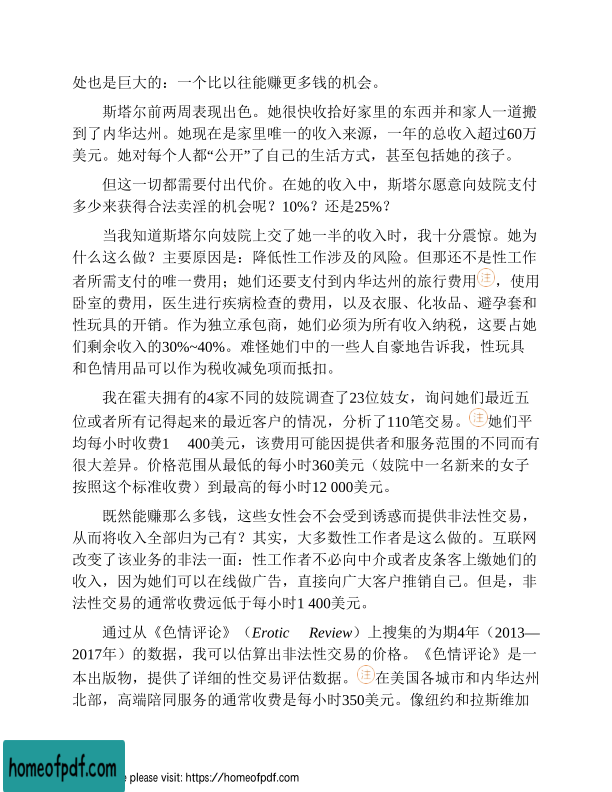 处也是巨大的：一个比以往能赚更多钱的机会。
斯塔尔前两周表现出色。她很快收拾好家里的东西并和家人一道搬
到了内华达州。她现在是家里唯一的收入来源，一年的总收入超过60万
美元。她对每个人都“公开”了自己的生活方式，甚至包括她的孩子。
但这一切都需要付出代价。在她的收入中，斯塔尔愿意向妓院支付
多少来获得合法卖淫的机会呢？10%？还是25%？
当我知道斯塔尔向妓院上交了她一半的收入时，我十分震惊。她为
什么这么做？主要原因是：降低性工作涉及的风险。但那还不是性工作
者所需支付的唯一费用；她们还要支付到内华达州的旅行费用注，使用
卧室的费用，医生进行疾病检查的费用，以及衣服、化妆品、避孕套和
性玩具的开销。作为独立承包商，她们必须为所有收入纳税，这要占她
们剩余收入的30%~40%。难怪她们中的一些人自豪地告诉我，性玩具
和色情用品可以作为税收减免项而抵扣。
我在霍夫拥有的4家不同的妓院调查了23位妓女，询问她们最近五
位或者所有记得起来的最近客户的情况，分析了110笔交易。注她们平
均每小时收费1 400美元，该费用可能因提供者和服务范围的不同而有
很大差异。价格范围从最低的每小时360美元（妓院中一名新来的女子
按照这个标准收费）到最高的每小时12 000美元。
既然能赚那么多钱，这些女性会不会受到诱惑而提供非法性交易，
从而将收入全部归为己有？其实，大多数性工作者是这么做的。互联网
改变了该业务的非法一面：性工作者不必向中介或者皮条客上缴她们的
收入，因为她们可以在线做广告，直接向广大客户推销自己。但是，非
法性交易的通常收费远低于每小时1 400美元。
通过从《色情评论》（Erotic Review）上搜集的为期4年（2013—
2017年）的数据，我可以估算出非法性交易的价格。《色情评论》是一
本出版物，提供了详细的性交易评估数据。注在美国各城市和内华达州
北部，高端陪同服务的通常收费是每小时350美元。像纽约和拉斯维加
homeofpdf.com
please visit: https://homeofpdf.com